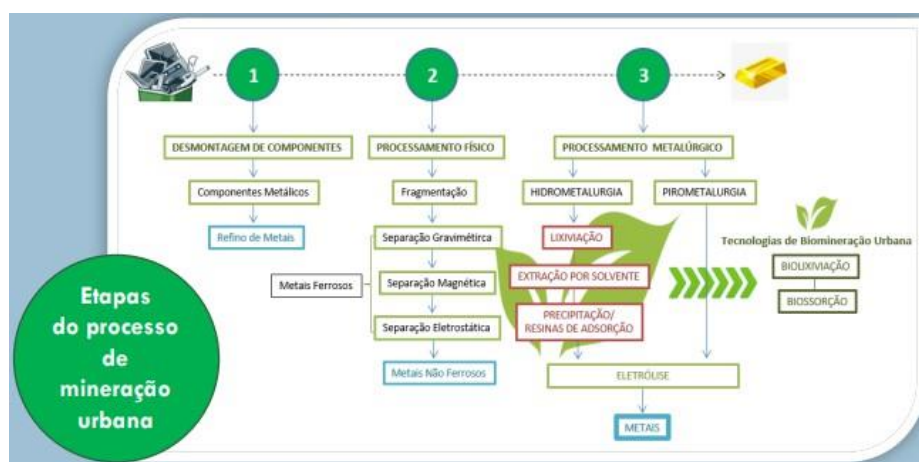 1
2
3
DESMONTAGEM DE COMPONENTES
PROCESSAMENTO FÍSICO
PROCESSAMENTO METALÚRGICO
Componentes Metálicos
Fragmentação
HIDROMETALURGIA
PIROMETALURGIA
Refino de Metais
Separação Gravimétirca
LIXIVIAÇÃO
Tecnologias de Biomineração Urbana
BIOLIXIVIAÇÃO
Metais Ferrosos
Separação Magnética
EXTRAÇÃO POR SOLVENTE
BIOSSORÇÃO
Separação Eletrostática
PRECIPITAÇÃO/
RESINAS DE ADSORÇÃO
Metais Não Ferrosos
ELETRÓLISE
METAIS
Etapas
do processo
de
mineração
urbana